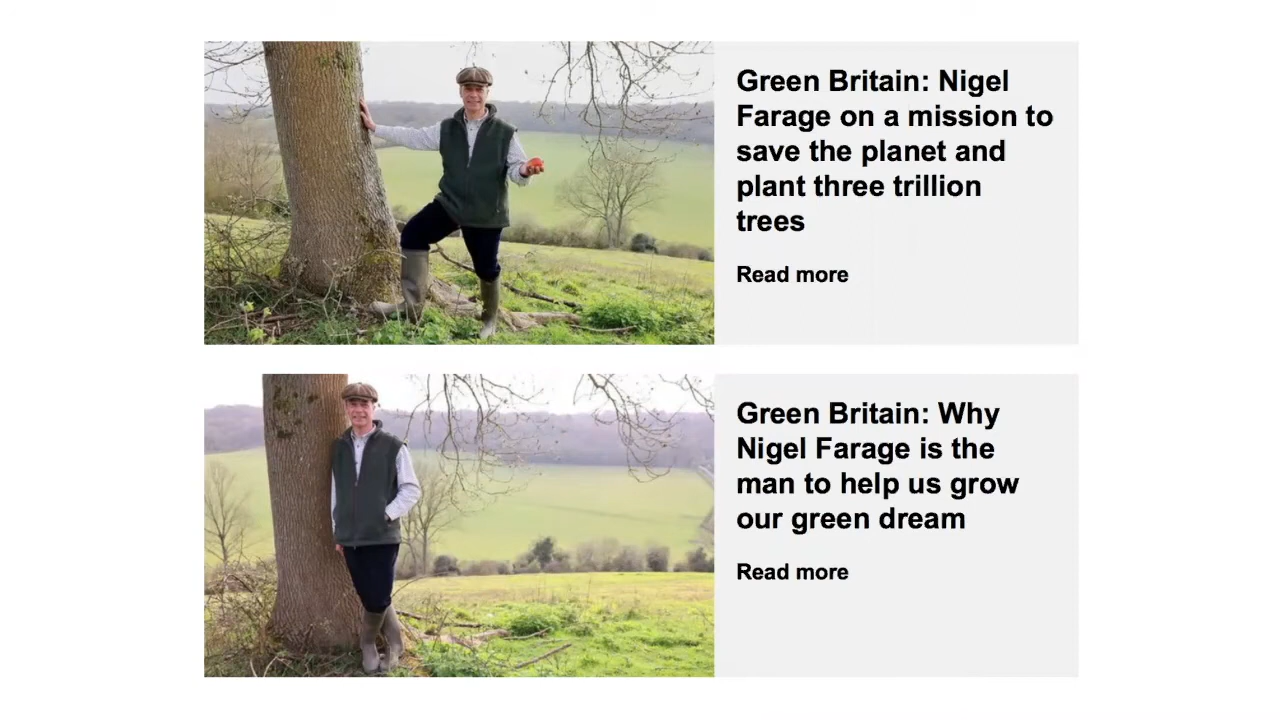 Green Britain: Nigel
Farage on a mission to
save the planet and
plant three trillion
trees
Read more
Green Britain: Why
Nigel Farage is the
man to help us grow
our green dream
Read more